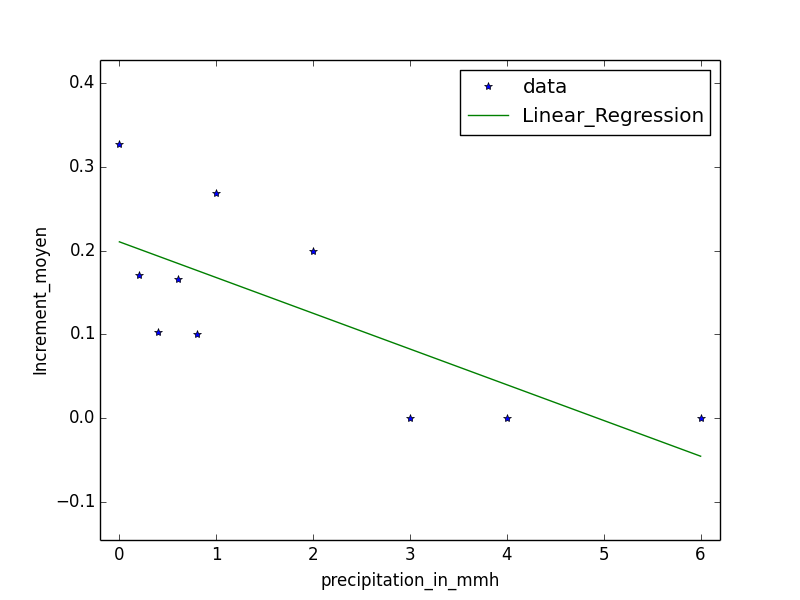 data
Linear_Regression
0.4
0.3
0.2
0.1
0.0
−0.1
Increment_moyen
0 1 2 3 4 5 6
precipitation_in_mmh